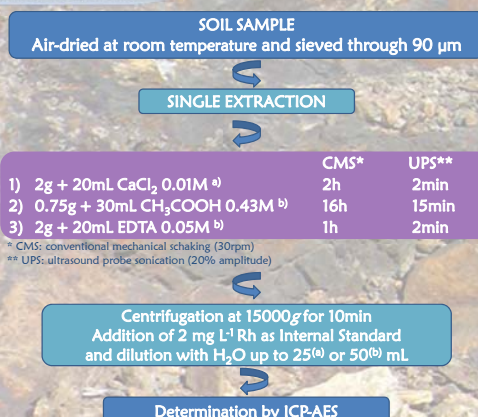 SOIL SAMPLE
Air-dried at room temperature and sieved through 90 µm
SINGLE EXTRACTION
CMS* UPS**
1) 2g + 20mL CaCl₂ 0.01M ᵃ⁾ 2h 2min
2) 0.75g + 30mL CH₃COOH 0.43M ᵇ⁾ 16h 15min
3) 2g + 20mL EDTA 0.05M ᵇ⁾ 1h 2min
* CMS: conventional mechanical schaking (30rpm)
** UPS: ultrasound probe sonication (20% amplitude)
Centrifugation at 15000g for 10min
Addition of 2 mg L⁻¹ Rh as Internal Standard
and dilution with H₂O up to 25⁽ᵃ⁾ or 50⁽ᵇ⁾ mL
Determination by ICP-AES